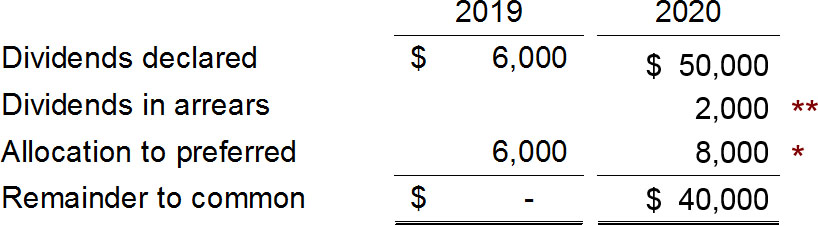 2019 2020
Dividends declared $ 6,000 $ 50,000
Dividends in arrears 2,000 **
Allocation to preferred 6,000 8,000 *
Remainder to common $ - $ 40,000